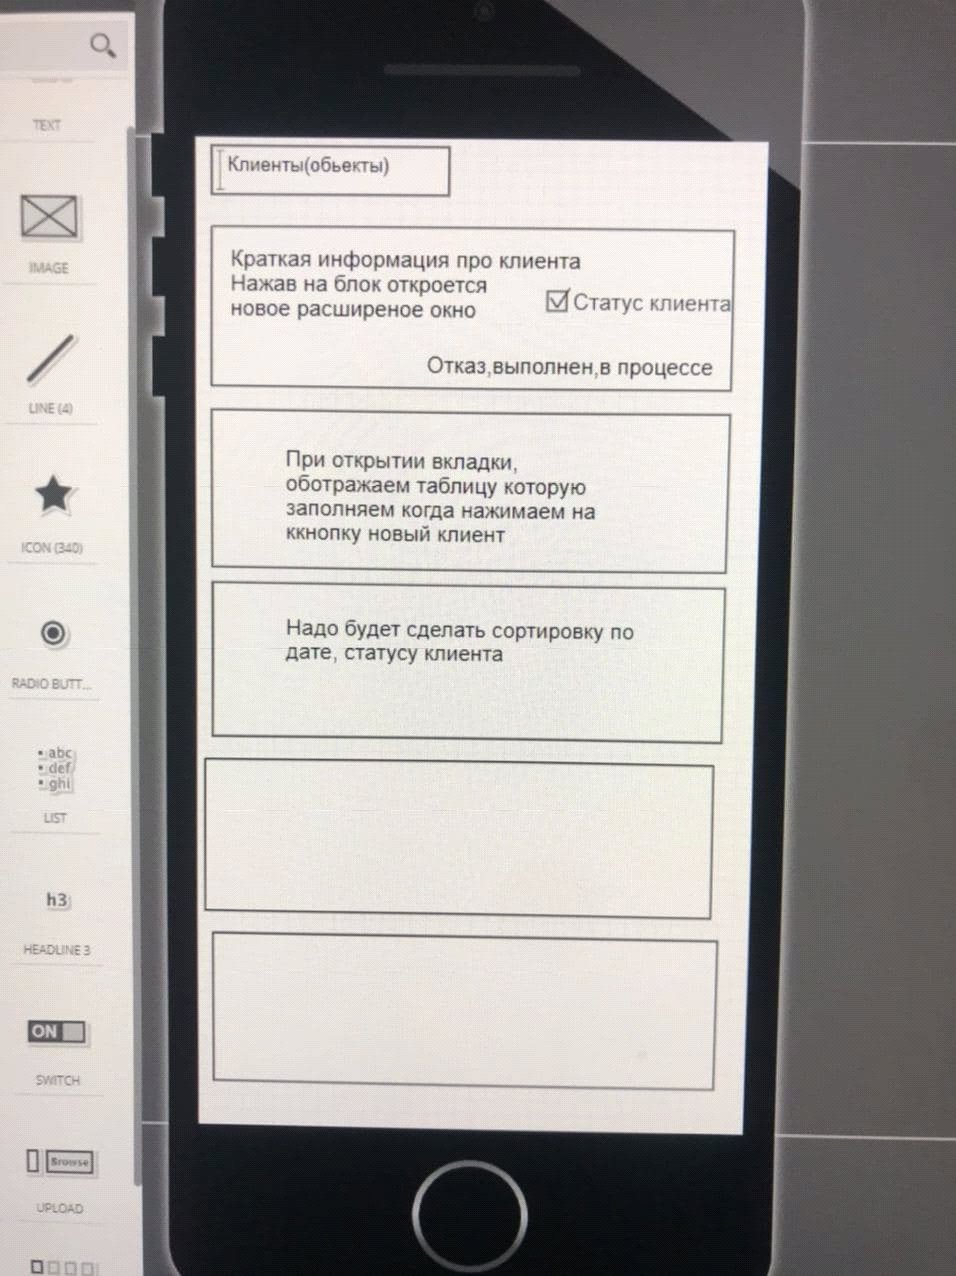 TEXT
IMAGE
LINE (4)
ICON (340)
RADIO BUTT...
abc
def
ghi
LIST
h3
HEADLINE 3
ON
SWITCH
Browse
UPLOAD
Клиенты(обьекты)
Краткая информация про клиента
Нажав на блок откроется
новое расширеное окно
Статус клиента
Отказ,выполнен,в процессе
При открытии вкладки,
оботражаем таблицу которую
заполняем когда нажимаем на
ккнопку новый клиент
Надо будет сделать сортировку по
дате, статусу клиента